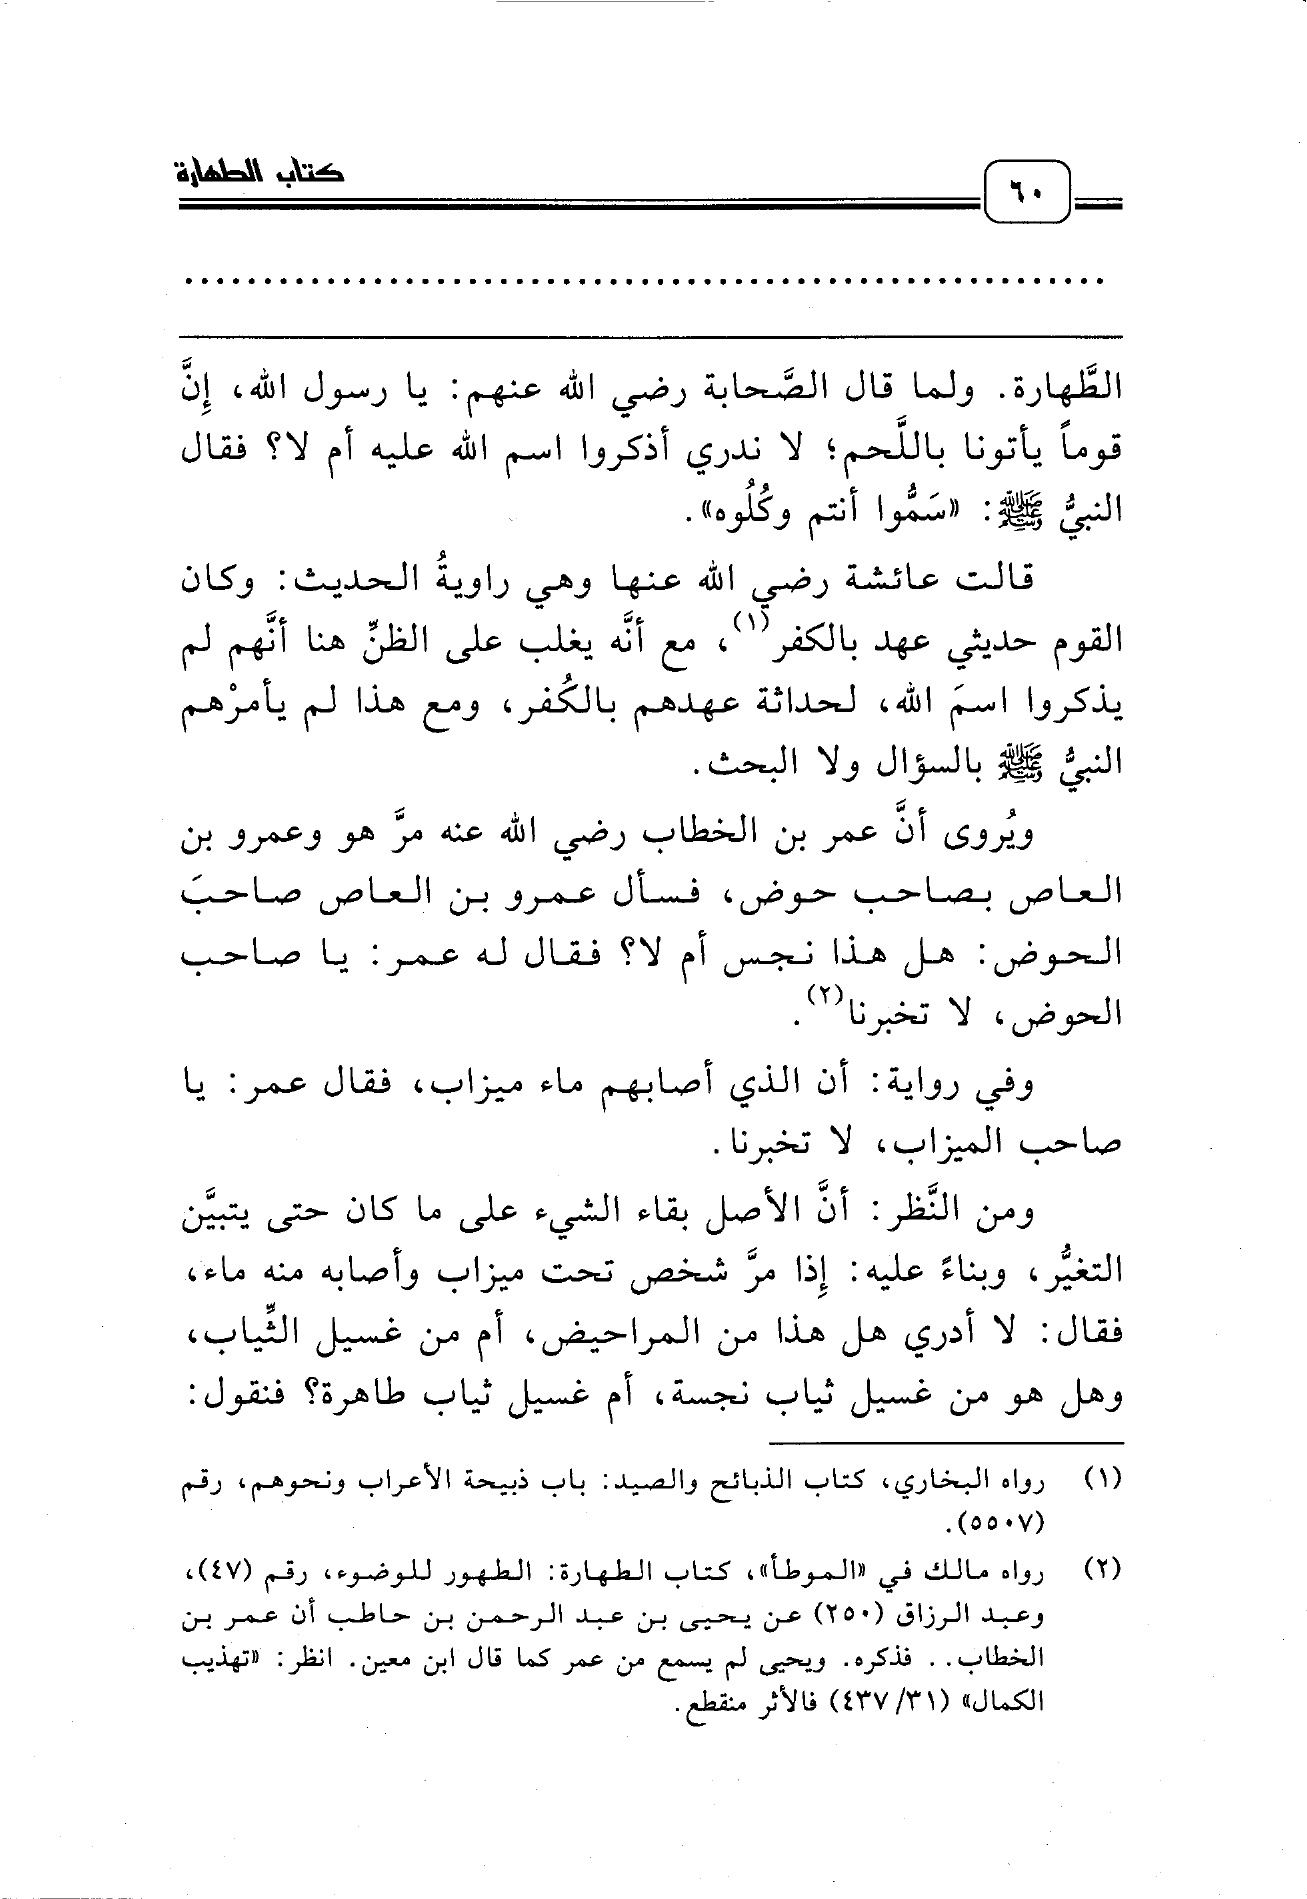 كتاب الطهارة
٦٠
..........................................................
الطَّهارة. ولما قال الصَّحابة رضي الله عنهم: يا رسول الله، إِنَّ
قوماً يأتونا باللَّحم؛ لا ندري أذكروا اسم الله عليه أم لا؟ فقال
النبيُّ ﷺ: «سَمُّوا أنتم وكُلُوه».
قالت عائشة رضي الله عنها وهي راويةُ الحديث: وكان
القوم حديثي عهد بالكفر(١)، مع أنَّه يغلب على الظنِّ هنا أنَّهم لم
يذكروا اسمَ الله، لحداثة عهدهم بالكُفر، ومع هذا لم يأمرْهم
النبيُّ ﷺ بالسؤال ولا البحث.
ويُروى أنَّ عمر بن الخطاب رضي الله عنه مرَّ هو وعمرو بن
العاص بصاحب حوض، فسأل عمرو بن العاص صاحبَ
الحوض: هل هذا نجس أم لا؟ فقال له عمر: يا صاحب
الحوض، لا تخبرنا(٢).
وفي رواية: أن الذي أصابهم ماء ميزاب، فقال عمر: يا
صاحب الميزاب، لا تخبرنا.
ومن النَّظر: أنَّ الأصل بقاء الشيء على ما كان حتى يتبيَّن
التغيُّر، وبناءً عليه: إِذا مرَّ شخص تحت ميزاب وأصابه منه ماء،
فقال: لا أدري هل هذا من المراحيض، أم من غسيل الثِّياب،
وهل هو من غسيل ثياب نجسة، أم غسيل ثياب طاهرة؟ فنقول:
(١) رواه البخاري، كتاب الذبائح والصيد: باب ذبيحة الأعراب ونحوهم، رقم
(٥٥٠٧).
(٢) رواه مالك في «الموطأ»، كتاب الطهارة: الطهور للوضوء، رقم (٤٧)،
وعبد الرزاق (٢٥٠) عن يحيى بن عبد الرحمن بن حاطب أن عمر بن
الخطاب.. فذكره. ويحيى لم يسمع من عمر كما قال ابن معين. انظر: «تهذيب
الكمال» (٣١/ ٤٣٧) فالأثر منقطع.